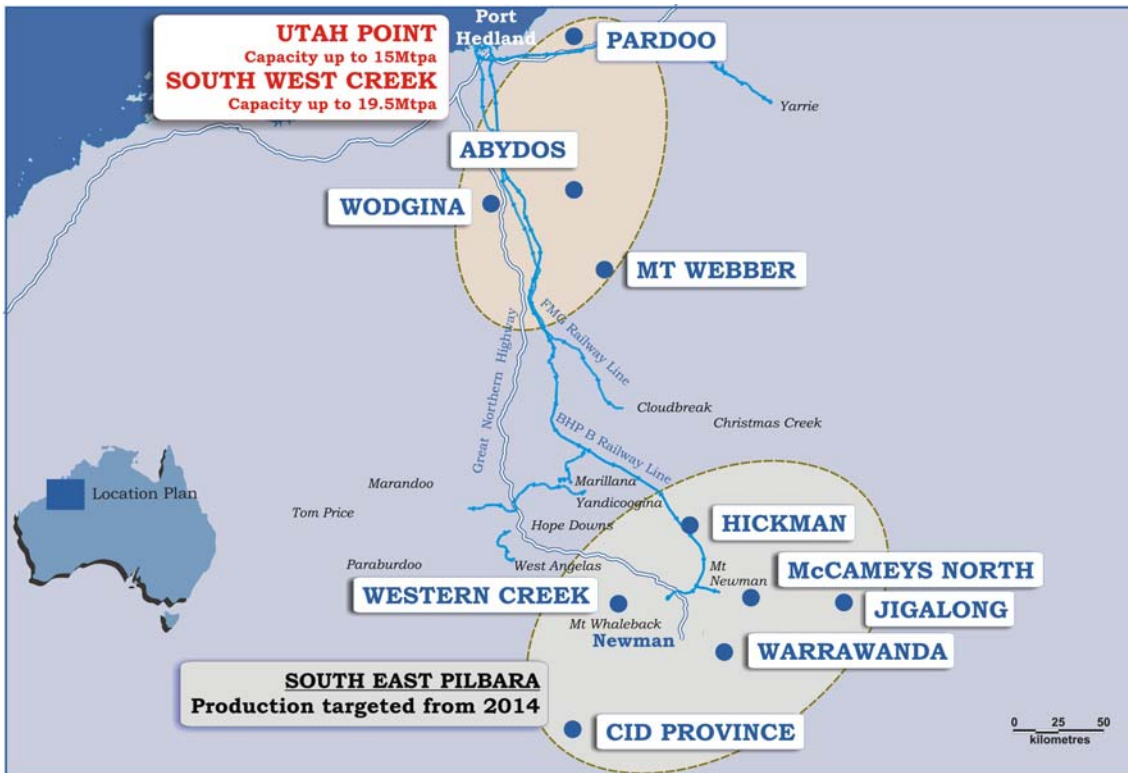 Port
Hedland
UTAH POINT
Capacity up to 15Mtpa
SOUTH WEST CREEK
Capacity up to 19.5Mtpa
PARDOO
Yarrie
ABYDOS
WODGINA
MT WEBBER
Great Northern Highway
FMG Railway Line
Cloudbreak
Christmas Creek
BHP B Railway Line
Location Plan
Marandoo
Marillana
Yandicoogina
Tom Price
Hope Downs
HICKMAN
Paraburdoo
West Angelas
Mt
Newman
McCAMEYS NORTH
WESTERN CREEK
JIGALONG
Mt Whaleback
Newman
WARRAWANDA
SOUTH EAST PILBARA
Production targeted from 2014
CID PROVINCE
0 25 50
kilometres